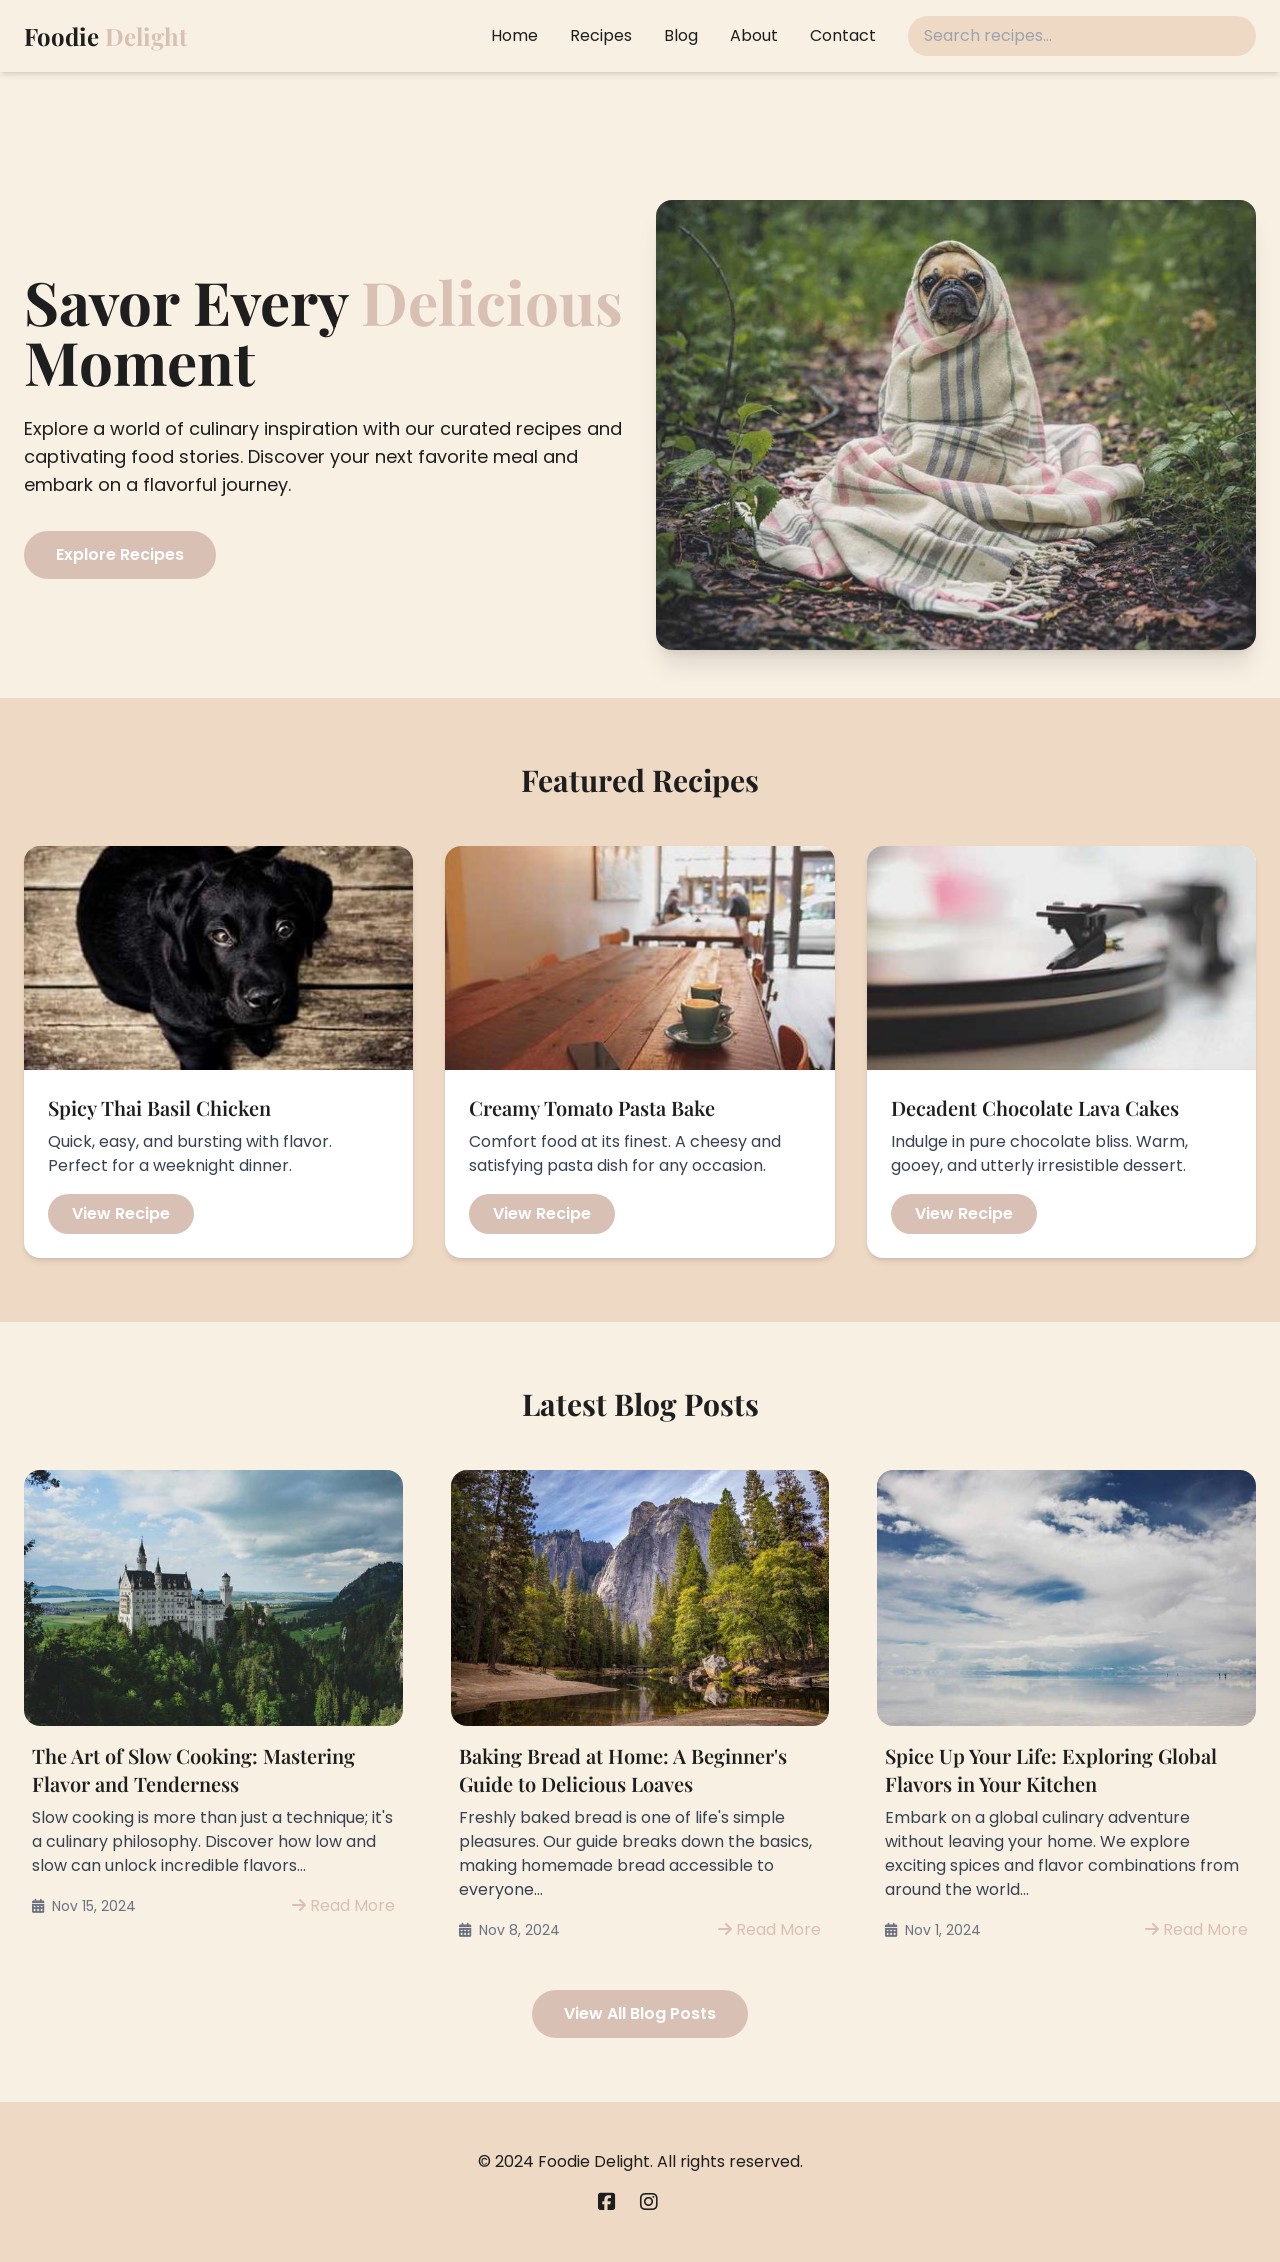 Foodie Delight
Home
Recipes
Blog
About
Contact
Search recipes...
Savor Every Delicious
Moment
Explore a world of culinary inspiration with our curated recipes and
captivating food stories. Discover your next favorite meal and
embark on a flavorful journey.
Explore Recipes
Featured Recipes
Spicy Thai Basil Chicken
Quick, easy, and bursting with flavor.
Perfect for a weeknight dinner.
View Recipe
Creamy Tomato Pasta Bake
Comfort food at its finest. A cheesy and
satisfying pasta dish for any occasion.
View Recipe
Decadent Chocolate Lava Cakes
Indulge in pure chocolate bliss. Warm,
gooey, and utterly irresistible dessert.
View Recipe
Latest Blog Posts
The Art of Slow Cooking: Mastering
Flavor and Tenderness
Slow cooking is more than just a technique; it's
a culinary philosophy. Discover how low and
slow can unlock incredible flavors...
Nov 15, 2024
Read More
Baking Bread at Home: A Beginner's
Guide to Delicious Loaves
Freshly baked bread is one of life's simple
pleasures. Our guide breaks down the basics,
making homemade bread accessible to
everyone...
Nov 8, 2024
Read More
Spice Up Your Life: Exploring Global
Flavors in Your Kitchen
Embark on a global culinary adventure
without leaving your home. We explore
exciting spices and flavor combinations from
around the world...
Nov 1, 2024
Read More
View All Blog Posts
© 2024 Foodie Delight. All rights reserved.